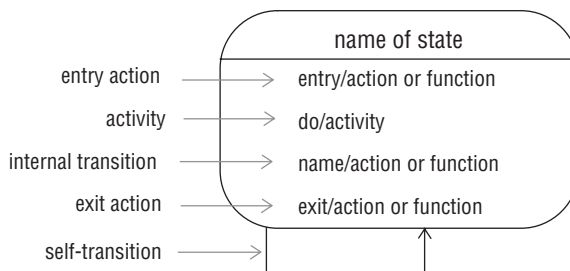 name of state
entry action entry/action or function
activity do/activity
internal transition name/action or function
exit action exit/action or function
self-transition